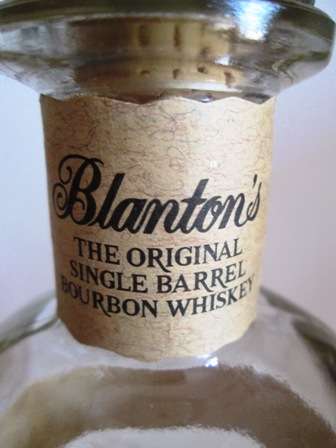 Blanton's
THE ORIGINAL
SINGLE BARREL
BOURBON WHISKEY